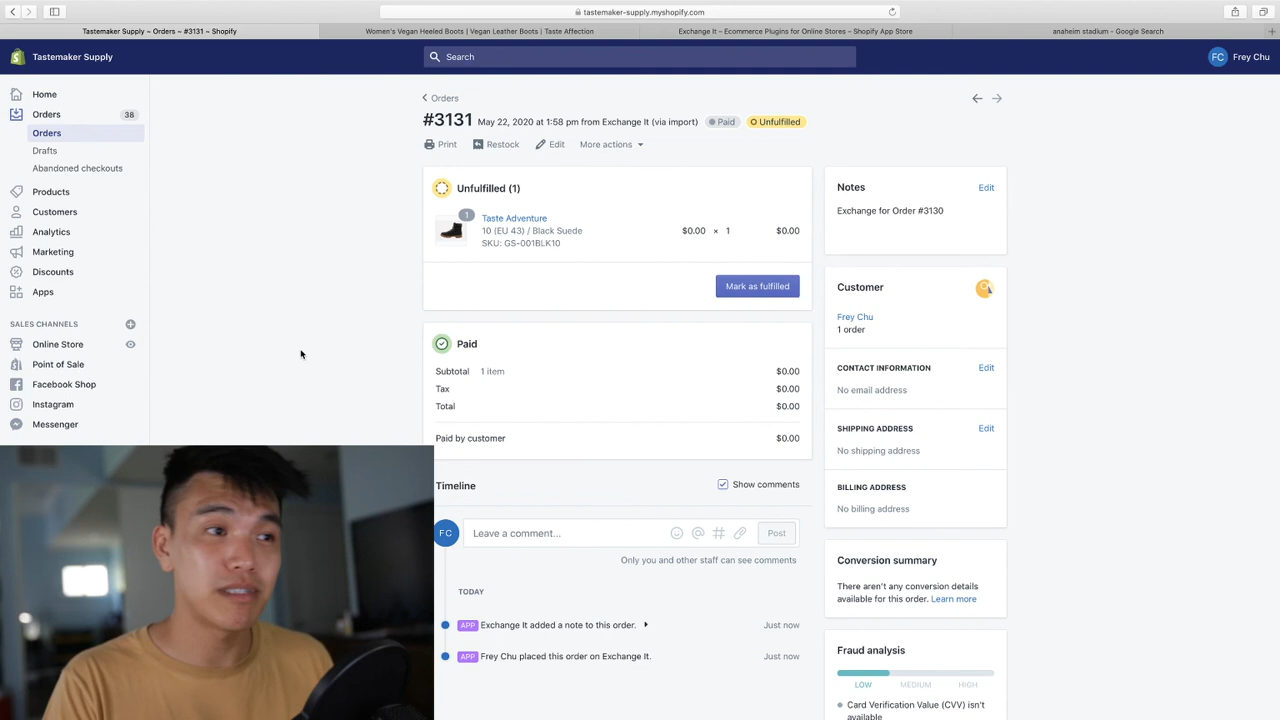 tastemaker-supply.myshopify.com
Tastemaker Supply ~ Orders ~ #3131 ~ Shopify
Women's Vegan Heeled Boots | Vegan Leather Boots | Taste Affection
Exchange It – Ecommerce Plugins for Online Stores – Shopify App Store
anaheim stadium - Google Search
Tastemaker Supply
Search
FC Frey Chu
Home
Orders 38
Orders
Drafts
Abandoned checkouts
Products
Customers
Analytics
Marketing
Discounts
Apps
SALES CHANNELS
Online Store
Point of Sale
Facebook Shop
Instagram
Messenger
Orders
#3131 May 22, 2020 at 1:58 pm from Exchange It (via import) Paid Unfulfilled
Print Restock Edit More actions
Unfulfilled (1)
1
Taste Adventure
10 (EU 43) / Black Suede $0.00 × 1 $0.00
SKU: GS-001BLK10
Mark as fulfilled
Paid
Subtotal 1 item $0.00
Tax $0.00
Total $0.00
Paid by customer $0.00
Timeline Show comments
FC Leave a comment... Post
Only you and other staff can see comments
TODAY
APP Exchange It added a note to this order. Just now
APP Frey Chu placed this order on Exchange It. Just now
Notes Edit
Exchange for Order #3130
Customer
Frey Chu
1 order
CONTACT INFORMATION Edit
No email address
SHIPPING ADDRESS Edit
No shipping address
BILLING ADDRESS
No billing address
Conversion summary
There aren't any conversion details
available for this order. Learn more
Fraud analysis
LOW MEDIUM HIGH
Card Verification Value (CVV) isn't
available